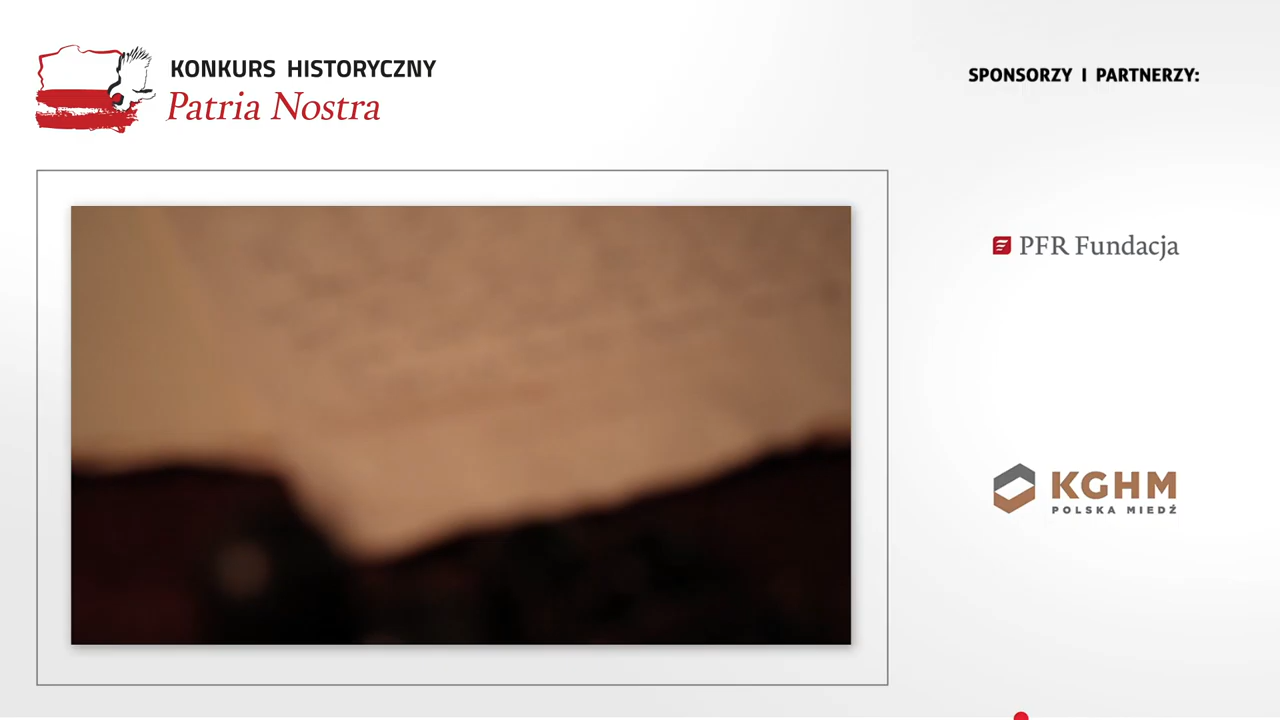 KONKURS HISTORYCZNY
Patria Nostra
SPONSORZY I PARTNERZY:
PFR Fundacja
KGHM
POLSKA MIEDŹ